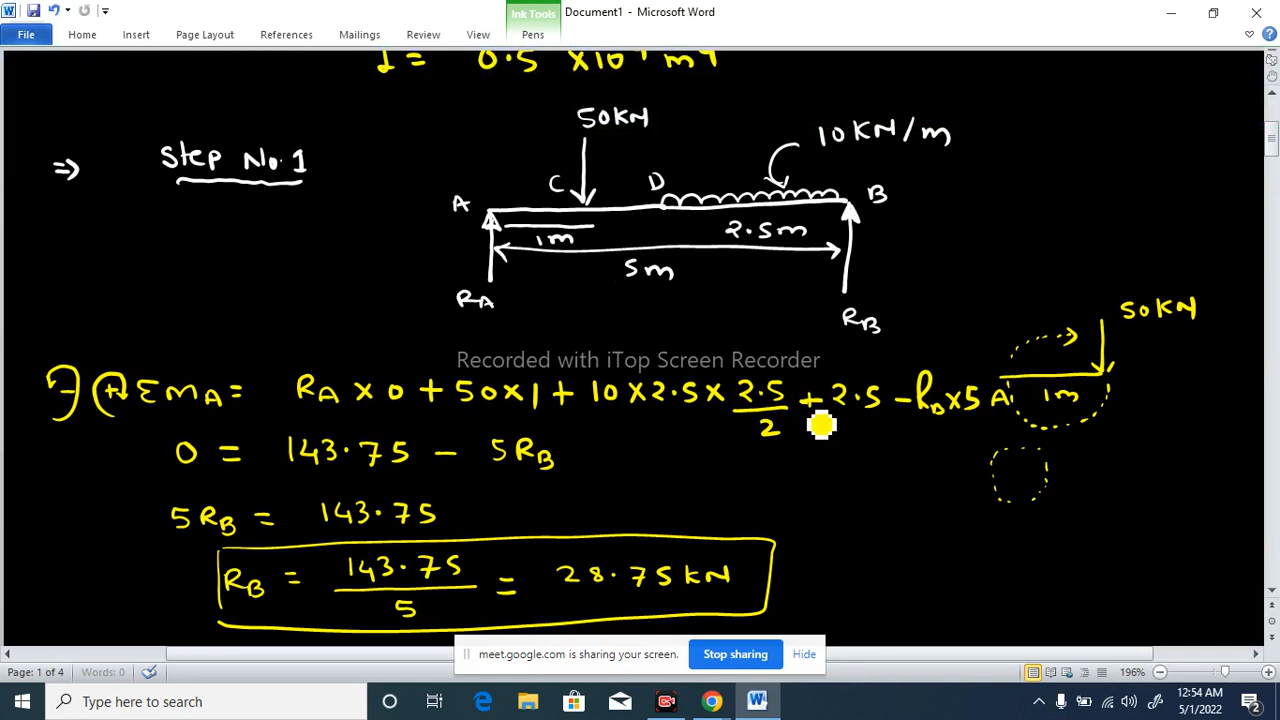 Document1 - Microsoft Word
Ink Tools
File Home Insert Page Layout References Mailings Review View Pens
I = 0.5 ×10 m4
⇒ Step No.1
50KN
10KN/m
A C D B
1m 2.5m
5m
RA
RB
50KN
Recorded with iTop Screen Recorder
ΣMA = RA×0 + 50×1 + 10×2.5×2.5/2 + 2.5 - RB×5 A 1m
0 = 143.75 - 5RB
5RB = 143.75
RB = 143.75/5 = 28.75KN
meet.google.com is sharing your screen. Stop sharing Hide
Page: 1 of 4 Words: 0 196%
Type here to search
12:54 AM
5/1/2022